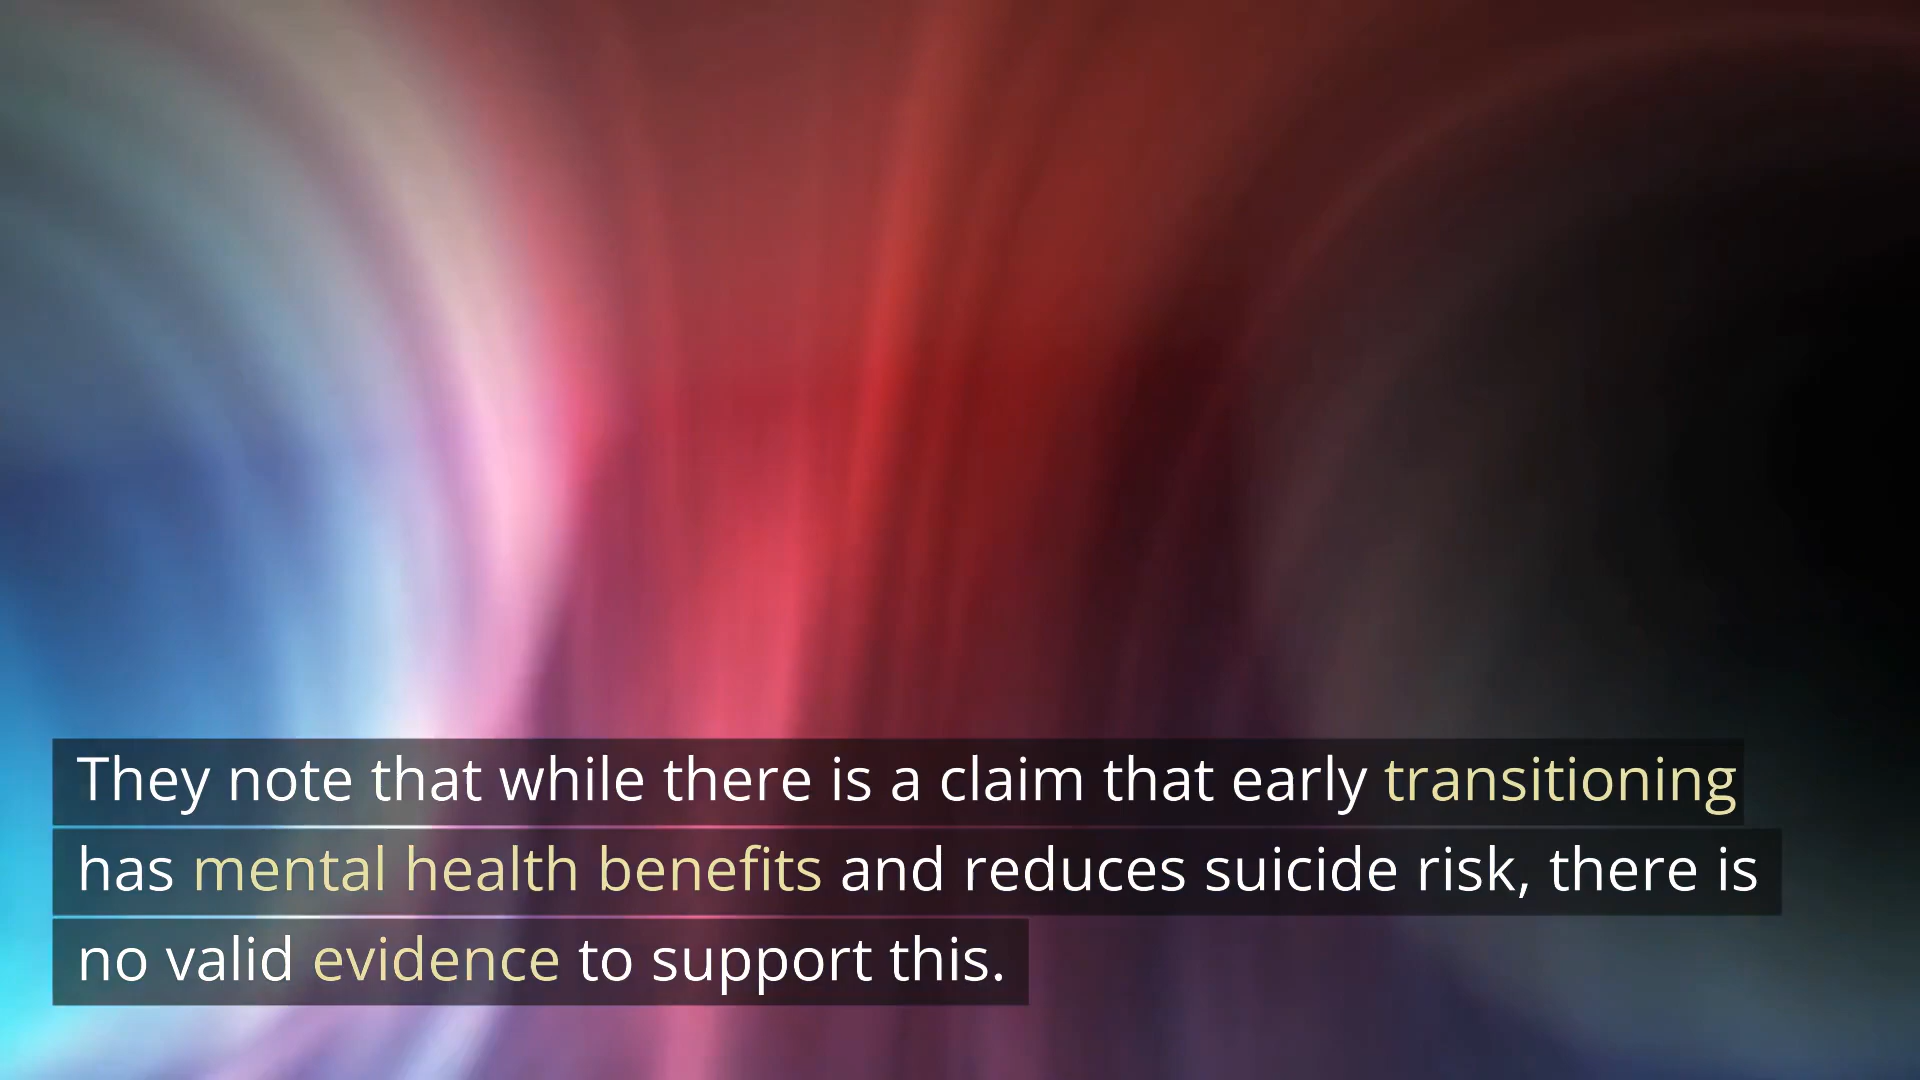 They note that while there is a claim that early transitioning
has mental health benefits and reduces suicide risk, there is
no valid evidence to support this.